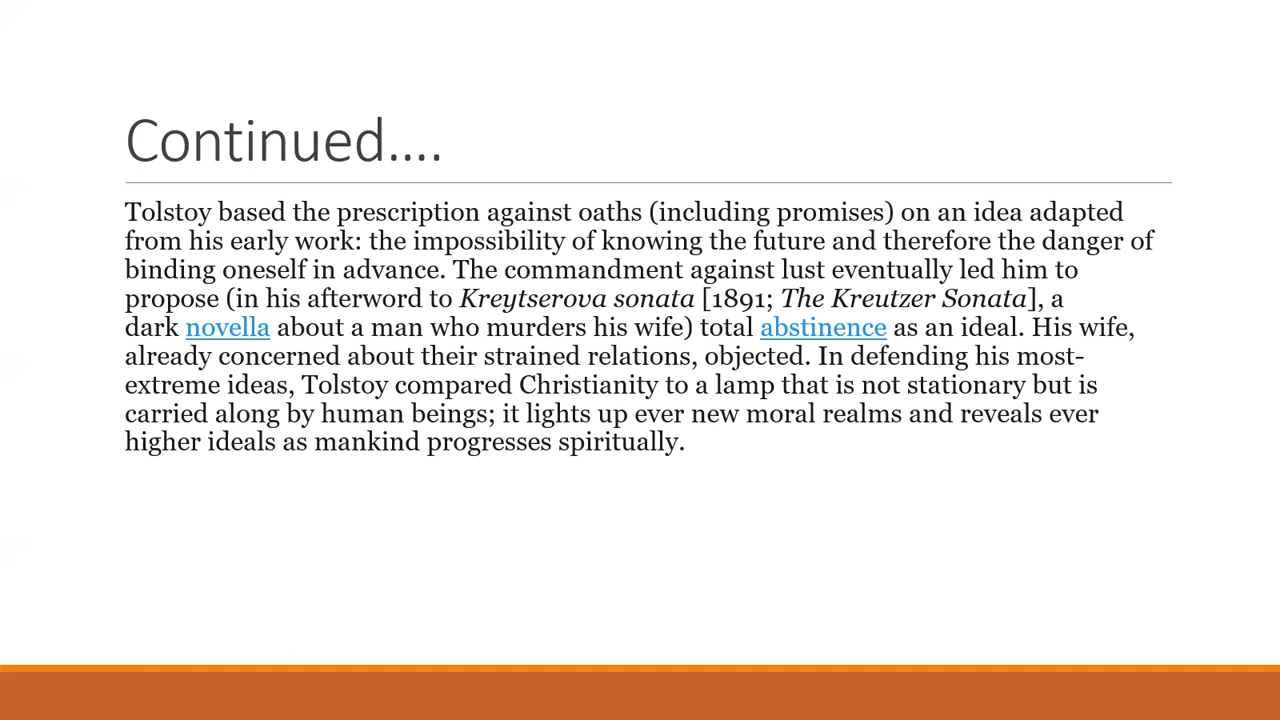 Continued....
Tolstoy based the prescription against oaths (including promises) on an idea adapted
from his early work: the impossibility of knowing the future and therefore the danger of
binding oneself in advance. The commandment against lust eventually led him to
propose (in his afterword to Kreytserova sonata [1891; The Kreutzer Sonata], a
dark novella about a man who murders his wife) total abstinence as an ideal. His wife,
already concerned about their strained relations, objected. In defending his most-
extreme ideas, Tolstoy compared Christianity to a lamp that is not stationary but is
carried along by human beings; it lights up ever new moral realms and reveals ever
higher ideals as mankind progresses spiritually.